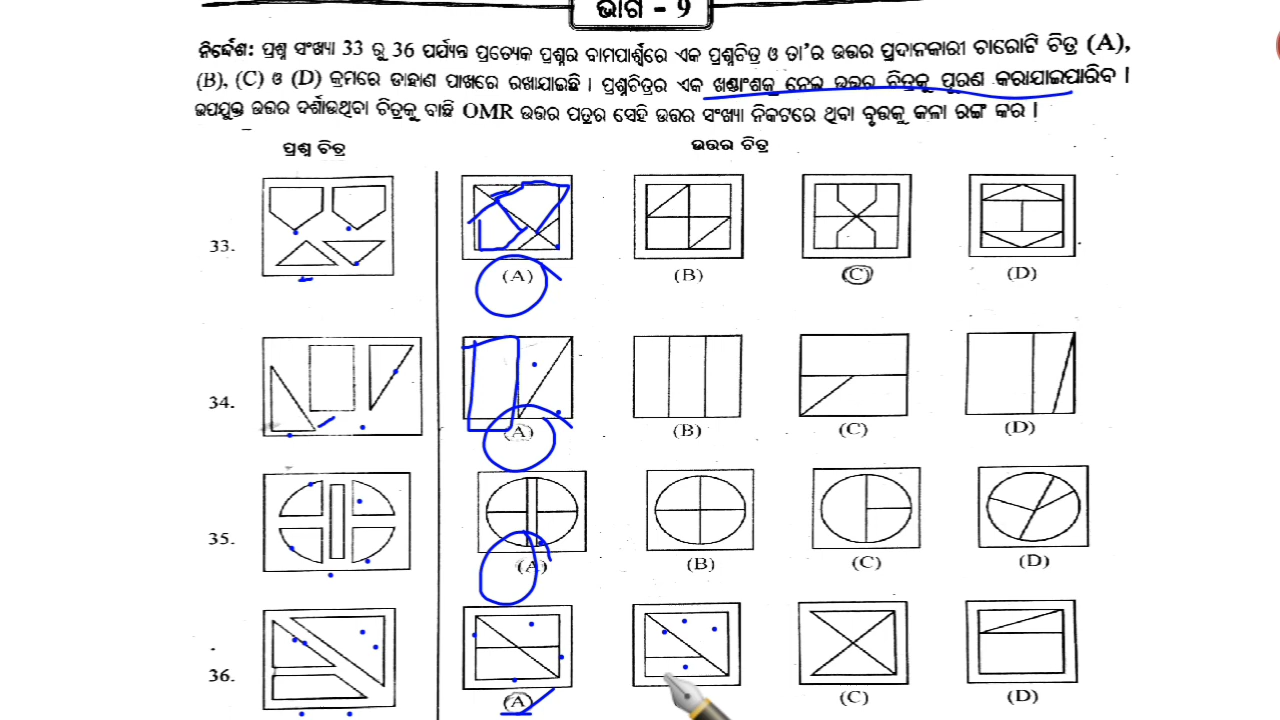 ଭାଗ - 9
ନିର୍ଦ୍ଦେଶ: ପ୍ରଶ୍ନ ସଂଖ୍ୟା 33 ରୁ 36 ପର୍ଯ୍ୟନ୍ତ ପ୍ରତ୍ୟେକ ପ୍ରଶ୍ନର ବାମପାର୍ଶ୍ୱରେ ଏକ ପ୍ରଶ୍ନଚିତ୍ର ଓ ତା'ର ଉତ୍ତର ପ୍ରଦାନକାରୀ ଚାରୋଟି ଚିତ୍ର (A),
(B), (C) ଓ (D) କ୍ରମରେ ଡାହାଣ ପାଖରେ ରଖାଯାଇଛି । ପ୍ରଶ୍ନଚିତ୍ରର ଏକ ଖଣ୍ଡାଂଶକୁ ନେଇ ଉତ୍ତର ଚିତ୍ରକୁ ପୂରଣ କରାଯାଇପାରିବ ।
ଉପଯୁକ୍ତ ଉତ୍ତର ଦର୍ଶାଉଥିବା ଚିତ୍ରକୁ ବାଛି OMR ଉତ୍ତର ପତ୍ରର ସେହି ଉତ୍ତର ସଂଖ୍ୟା ନିକଟରେ ଥିବା ବୃତ୍ତକୁ କଳା ରଙ୍ଗ କର ।
ପ୍ରଶ୍ନ ଚିତ୍ର ଉତ୍ତର ଚିତ୍ର
33. (A) (B) (C) (D)
34. (A) (B) (C) (D)
35. (A) (B) (C) (D)
36. (A) (C) (D)